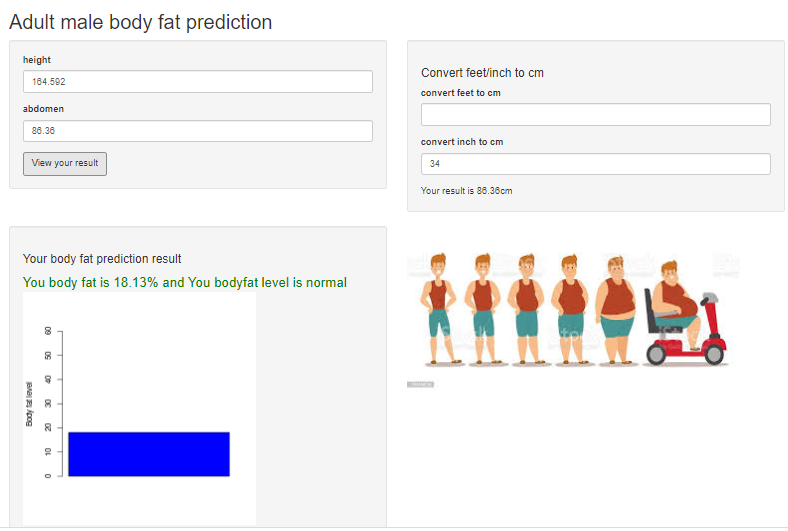 Adult male body fat prediction
height
164.592
abdomen
86.36
View your result
Convert feet/inch to cm
convert feet to cm
convert inch to cm
34
Your result is 86.36cm
Your body fat prediction result
You body fat is 18.13% and You bodyfat level is normal
Body fat level
60
50
40
30
20
10
0